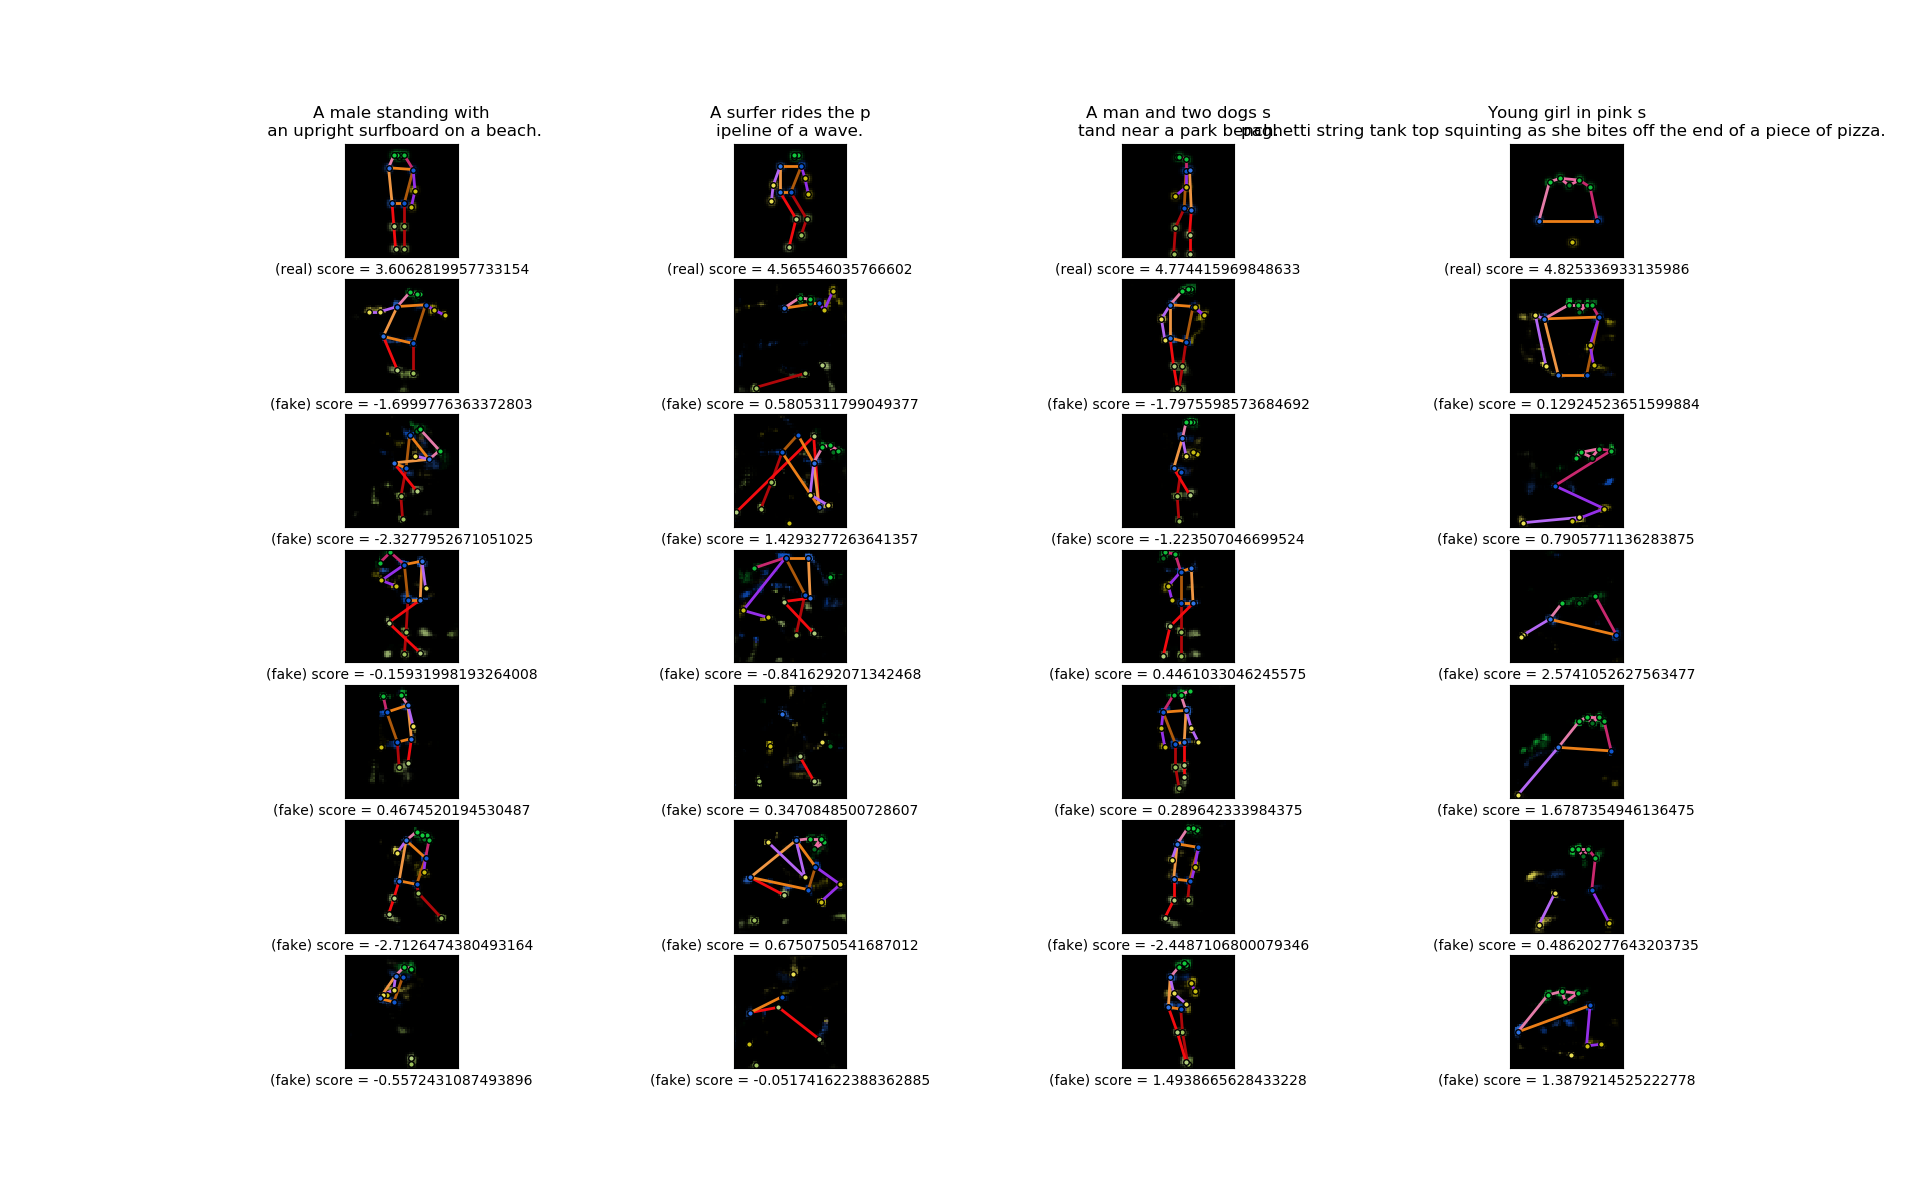 A male standing with
an upright surfboard on a beach.
A surfer rides the p
ipeline of a wave.
A man and two dogs s
tand near a park bench.
Young girl in pink s
paghetti string tank top squinting as she bites off the end of a piece of pizza.
(real) score = 3.6062819957733154
(real) score = 4.565546035766602
(real) score = 4.774415969848633
(real) score = 4.825336933135986
(fake) score = -1.6999776363372803
(fake) score = 0.5805311799049377
(fake) score = -1.7975598573684692
(fake) score = 0.12924523651599884
(fake) score = -2.3277952671051025
(fake) score = 1.4293277263641357
(fake) score = -1.223507046699524
(fake) score = 0.7905771136283875
(fake) score = -0.15931998193264008
(fake) score = -0.8416292071342468
(fake) score = 0.4461033046245575
(fake) score = 2.5741052627563477
(fake) score = 0.4674520194530487
(fake) score = 0.3470848500728607
(fake) score = 0.289642333984375
(fake) score = 1.6787354946136475
(fake) score = -2.7126474380493164
(fake) score = 0.6750750541687012
(fake) score = -2.4487106800079346
(fake) score = 0.48620277643203735
(fake) score = -0.5572431087493896
(fake) score = -0.051741622388362885
(fake) score = 1.4938665628433228
(fake) score = 1.3879214525222778